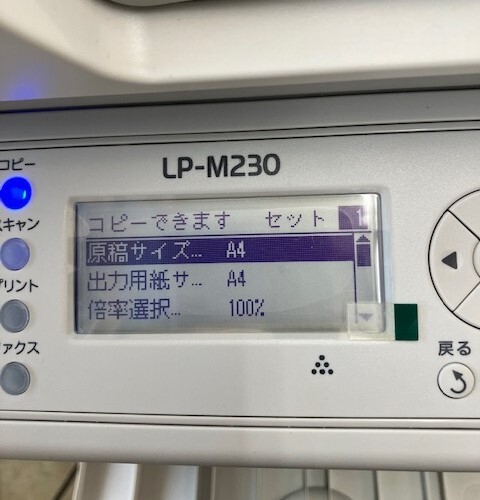 コピー
LP-M230
コピーできます セット 1
スキャン
原稿サイズ… A4
プリント
出力用紙サ… A4
倍率選択… 100%
ァクス
戻る